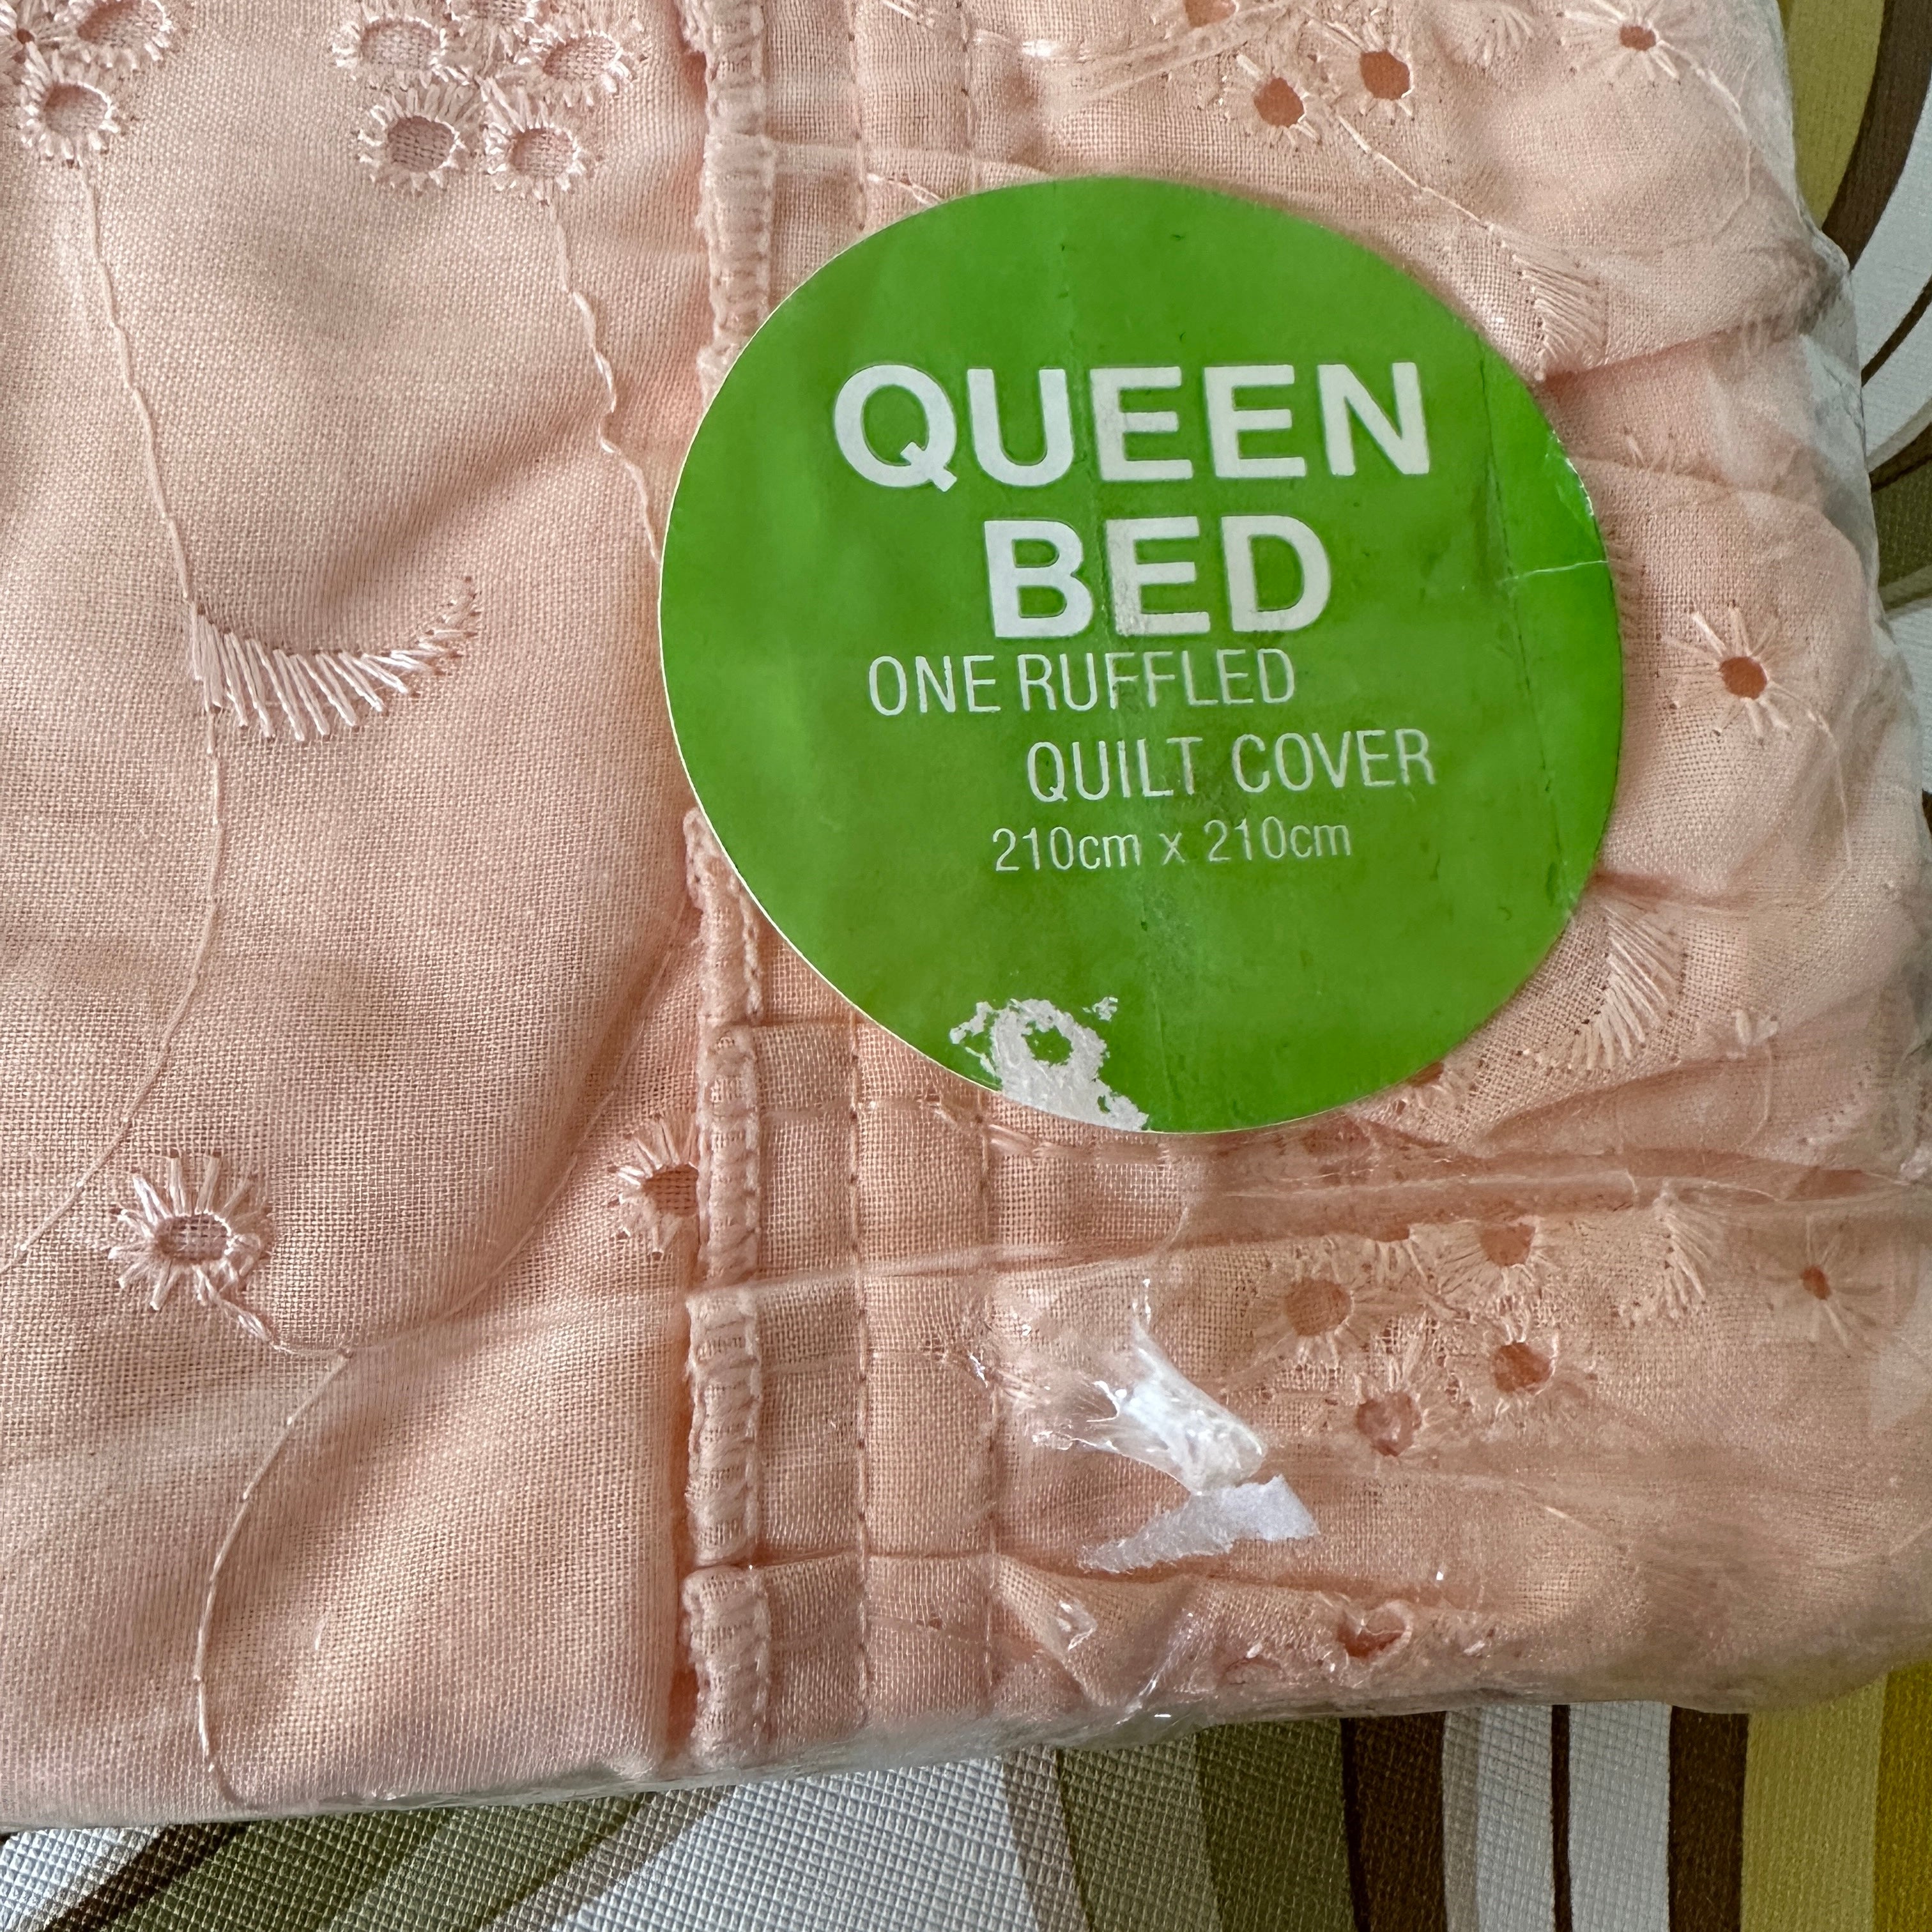 QUEEN
BED
ONE RUFFLED
QUILT COVER
210cm x 210cm